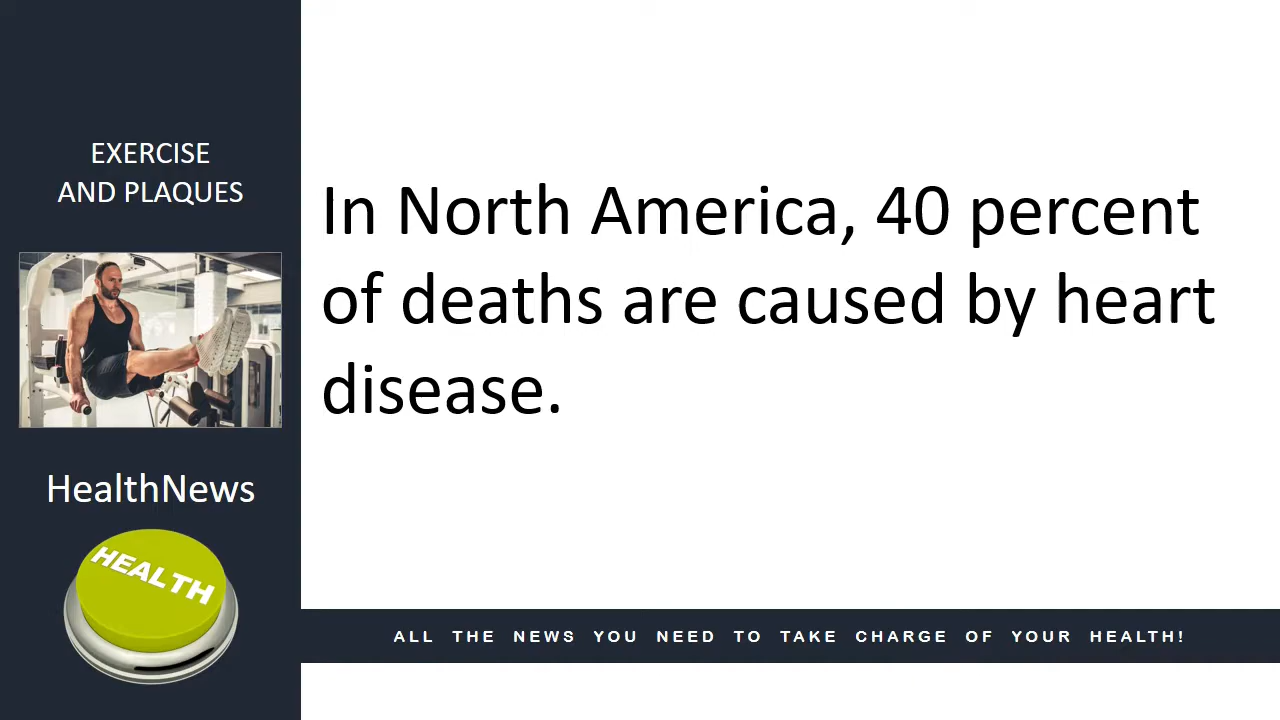 EXERCISE
AND PLAQUES
In North America, 40 percent
of deaths are caused by heart
disease.
HealthNews
HEALTH
ALL THE NEWS YOU NEED TO TAKE CHARGE OF YOUR HEALTH!